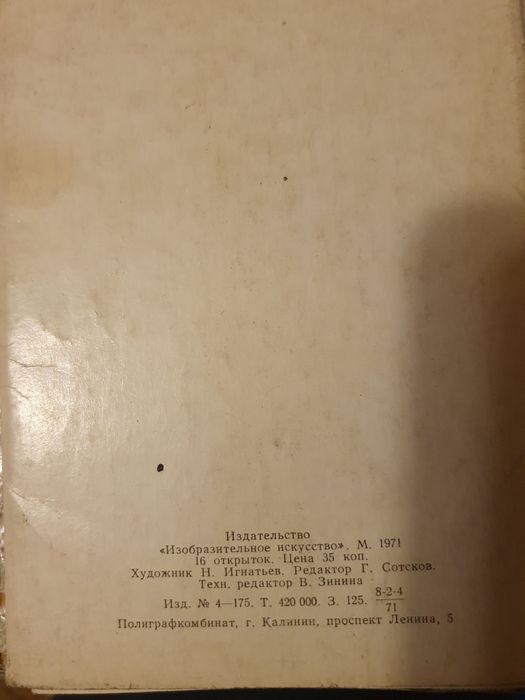 Издательство
«Изобразительное искусство». М. 1971
16 открыток. Цена 35 коп.
Художник Н. Игнатьев. Редактор Г. Сотсков.
Техн. редактор В. Зинина
Изд. № 4—175. Т. 420 000. З. 125. 8-2-4/71
Полиграфкомбинат, г. Калинин, проспект Ленина, 5